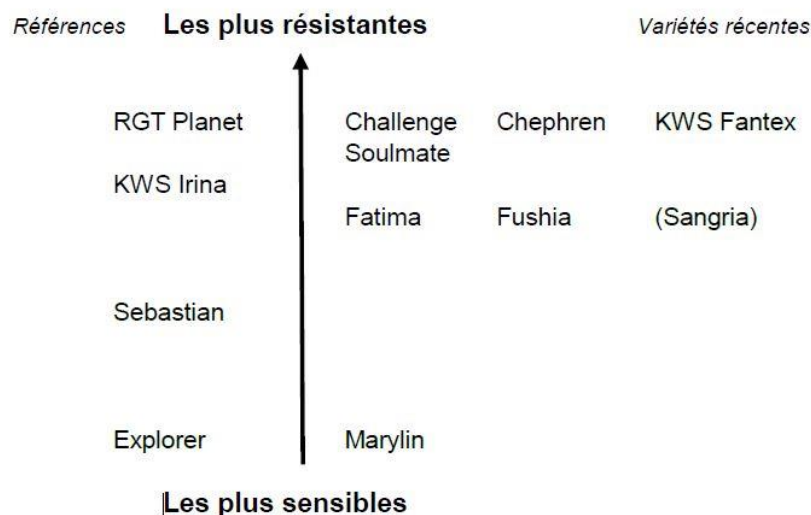 Références Les plus résistantes Variétés récentes
RGT Planet Challenge Chephren KWS Fantex
Soulmate
KWS Irina
Fatima Fushia (Sangria)
Sebastian
Explorer Marylin
Les plus sensibles